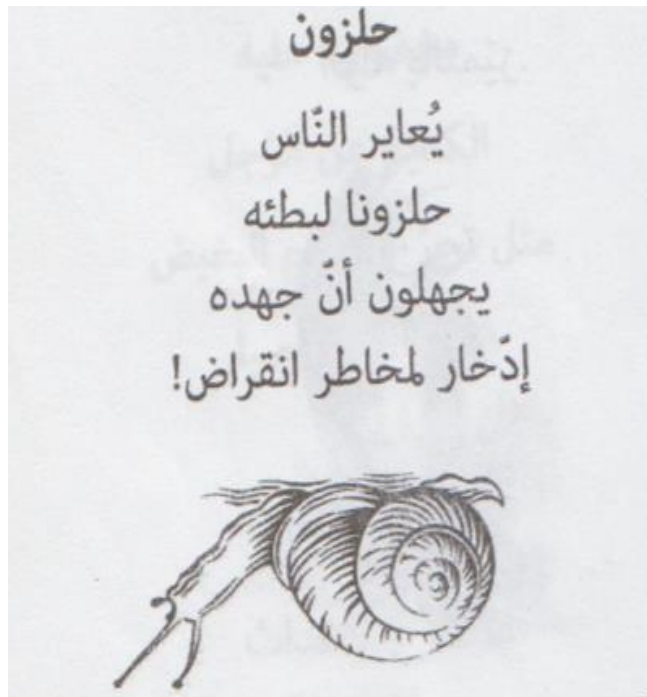 حلزون
يُعاير النّاس
حلزونا لبطئه
يجهلون أنّ جهده
إدّخار لمخاطر انقراض!